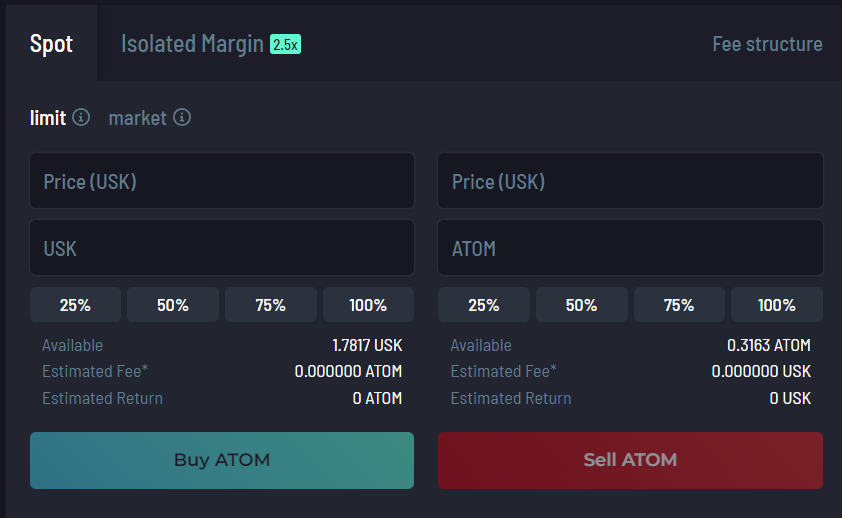 Spot Isolated Margin 2.5x Fee structure
limit market
Price (USK) Price (USK)
USK ATOM
25% 50% 75% 100% 25% 50% 75% 100%
Available 1.7817 USK Available 0.3163 ATOM
Estimated Fee* 0.000000 ATOM Estimated Fee* 0.000000 USK
Estimated Return 0 ATOM Estimated Return 0 USK
Buy ATOM Sell ATOM